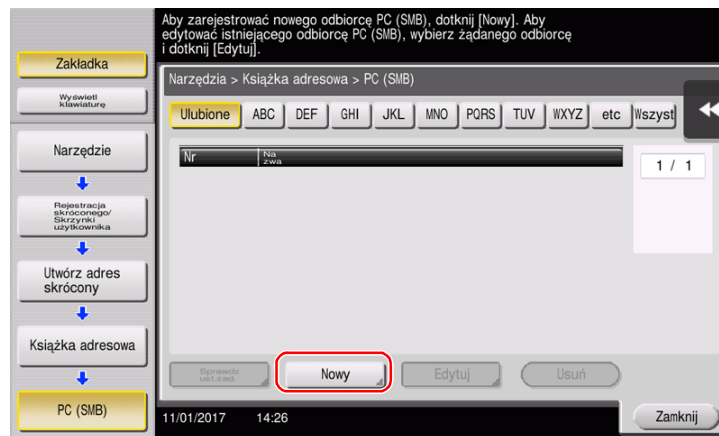 Aby zarejestrować nowego odbiorcę PC (SMB), dotknij [Nowy]. Aby
edytować istniejącego odbiorcę PC (SMB), wybierz żądanego odbiorcę
i dotknij [Edytuj].
Zakładka
Wyświetl
klawiaturę
Narzędzie
Rejestracja
skróconego/
Skrzynki
użytkownika
Utwórz adres
skrócony
Książka adresowa
PC (SMB)
Narzędzia > Książka adresowa > PC (SMB)
Ulubione ABC DEF GHI JKL MNO PQRS TUV WXYZ etc Wszyst
Nr Na
zwa
1 / 1
Sprawdz
ust.zad.
Nowy Edytuj Usuń
11/01/2017 14:26 Zamknij